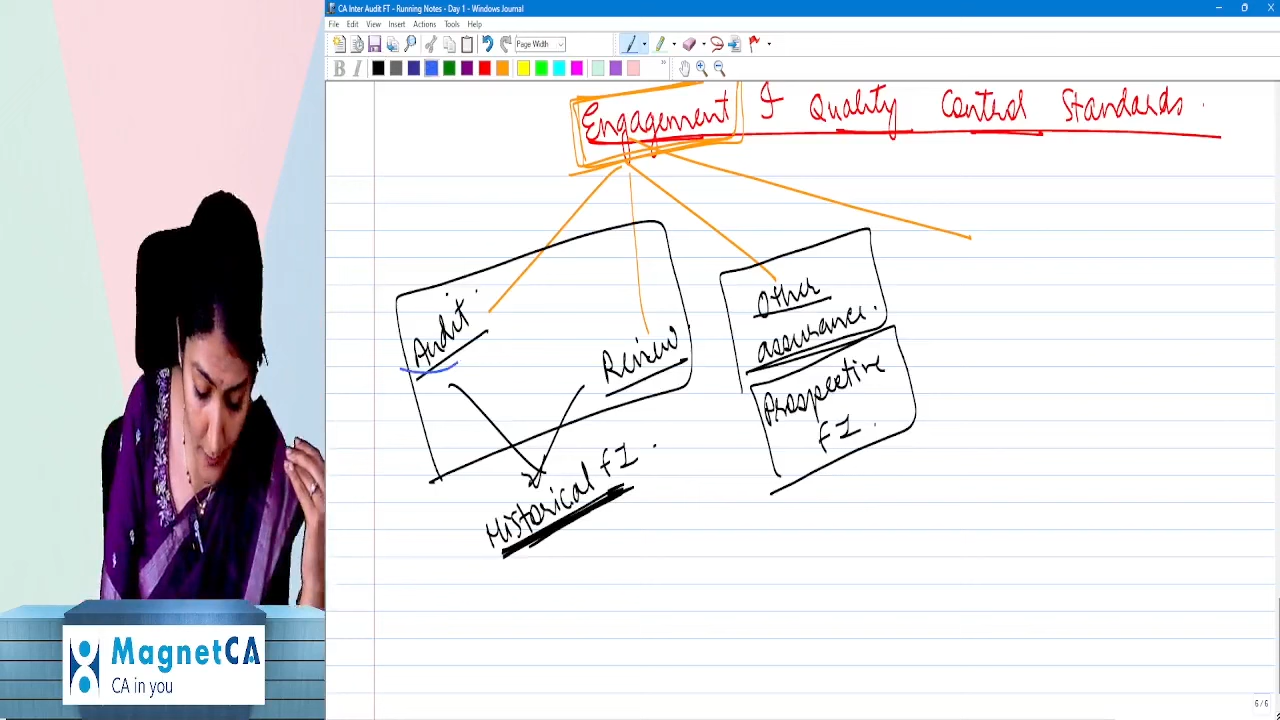 CA Inter Audit FT - Running Notes - Day 1 - Windows Journal
File Edit View Insert Actions Tools Help
Page Width
B I
Engagement & Quality Control Standards.
Audit.
Review
Historical FI.
Other
assurance.
Prospective
FI.
MagnetCA
CA in you
6 / 6